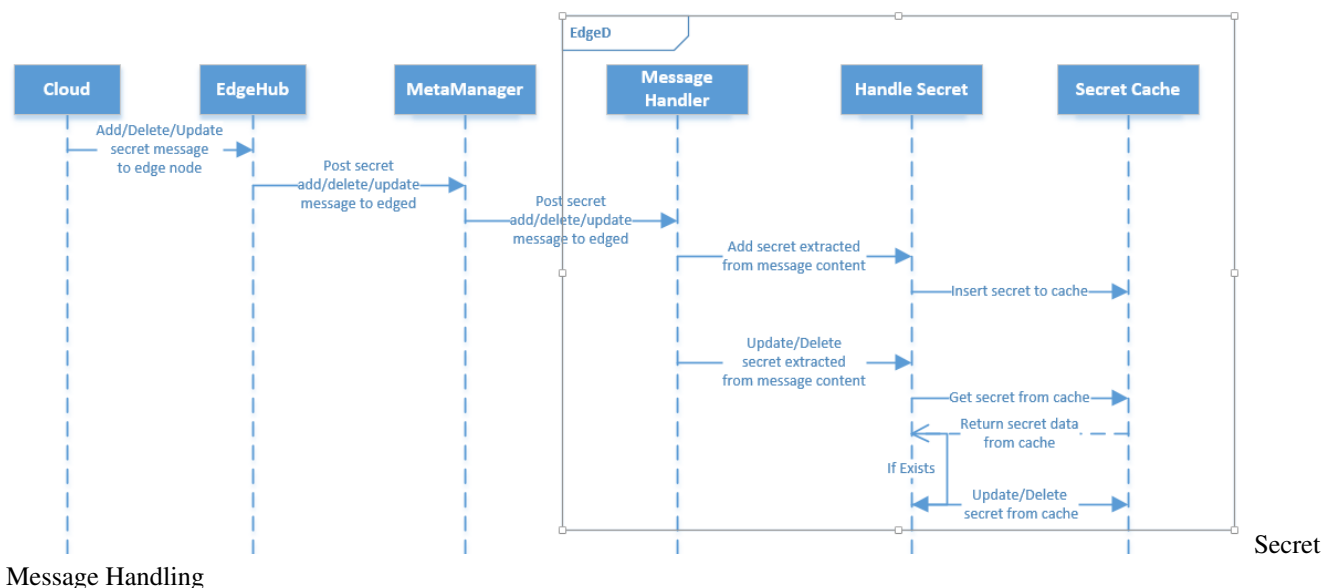 EdgeD
Cloud
EdgeHub
MetaManager
Message
Handler
Handle Secret
Secret Cache
Add/Delete/Update
secret message
to edge node
Post secret
add/delete/update
message to edged
Post secret
add/delete/update
message to edged
Add secret extracted
from message content
Insert secret to cache
Update/Delete
secret extracted
from message content
Get secret from cache
Return secret data
from cache
If Exists
Update/Delete
secret from cache
Secret
Message Handling